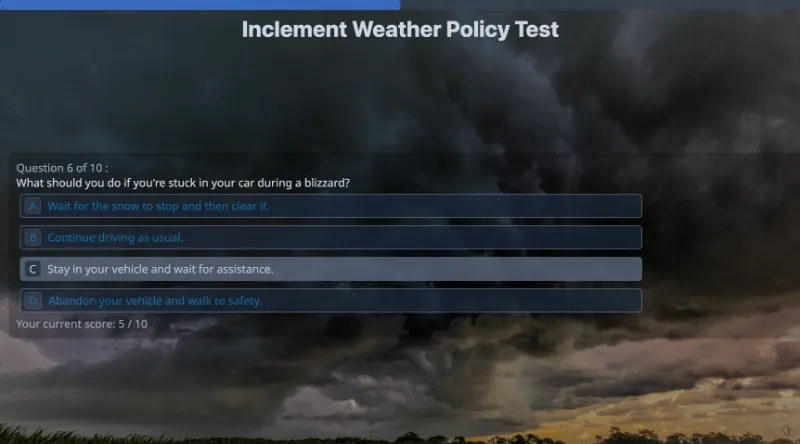 Inclement Weather Policy Test
Question 6 of 10 :
What should you do if you're stuck in your car during a blizzard?
A Wait for the snow to stop and then clear it.
B Continue driving as usual.
C Stay in your vehicle and wait for assistance.
D Abandon your vehicle and walk to safety.
Your current score: 5 / 10